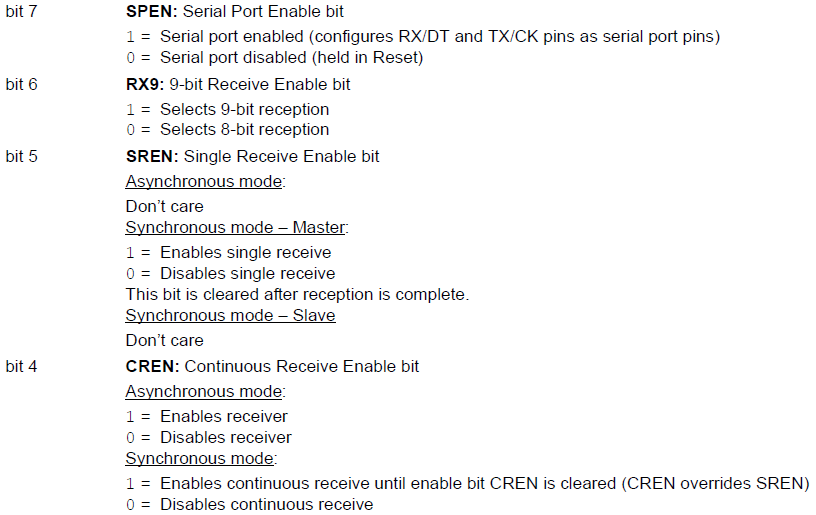 bit 7 SPEN: Serial Port Enable bit
1 = Serial port enabled (configures RX/DT and TX/CK pins as serial port pins)
0 = Serial port disabled (held in Reset)
bit 6 RX9: 9-bit Receive Enable bit
1 = Selects 9-bit reception
0 = Selects 8-bit reception
bit 5 SREN: Single Receive Enable bit
Asynchronous mode:
Don’t care
Synchronous mode – Master:
1 = Enables single receive
0 = Disables single receive
This bit is cleared after reception is complete.
Synchronous mode – Slave
Don’t care
bit 4 CREN: Continuous Receive Enable bit
Asynchronous mode:
1 = Enables receiver
0 = Disables receiver
Synchronous mode:
1 = Enables continuous receive until enable bit CREN is cleared (CREN overrides SREN)
0 = Disables continuous receive